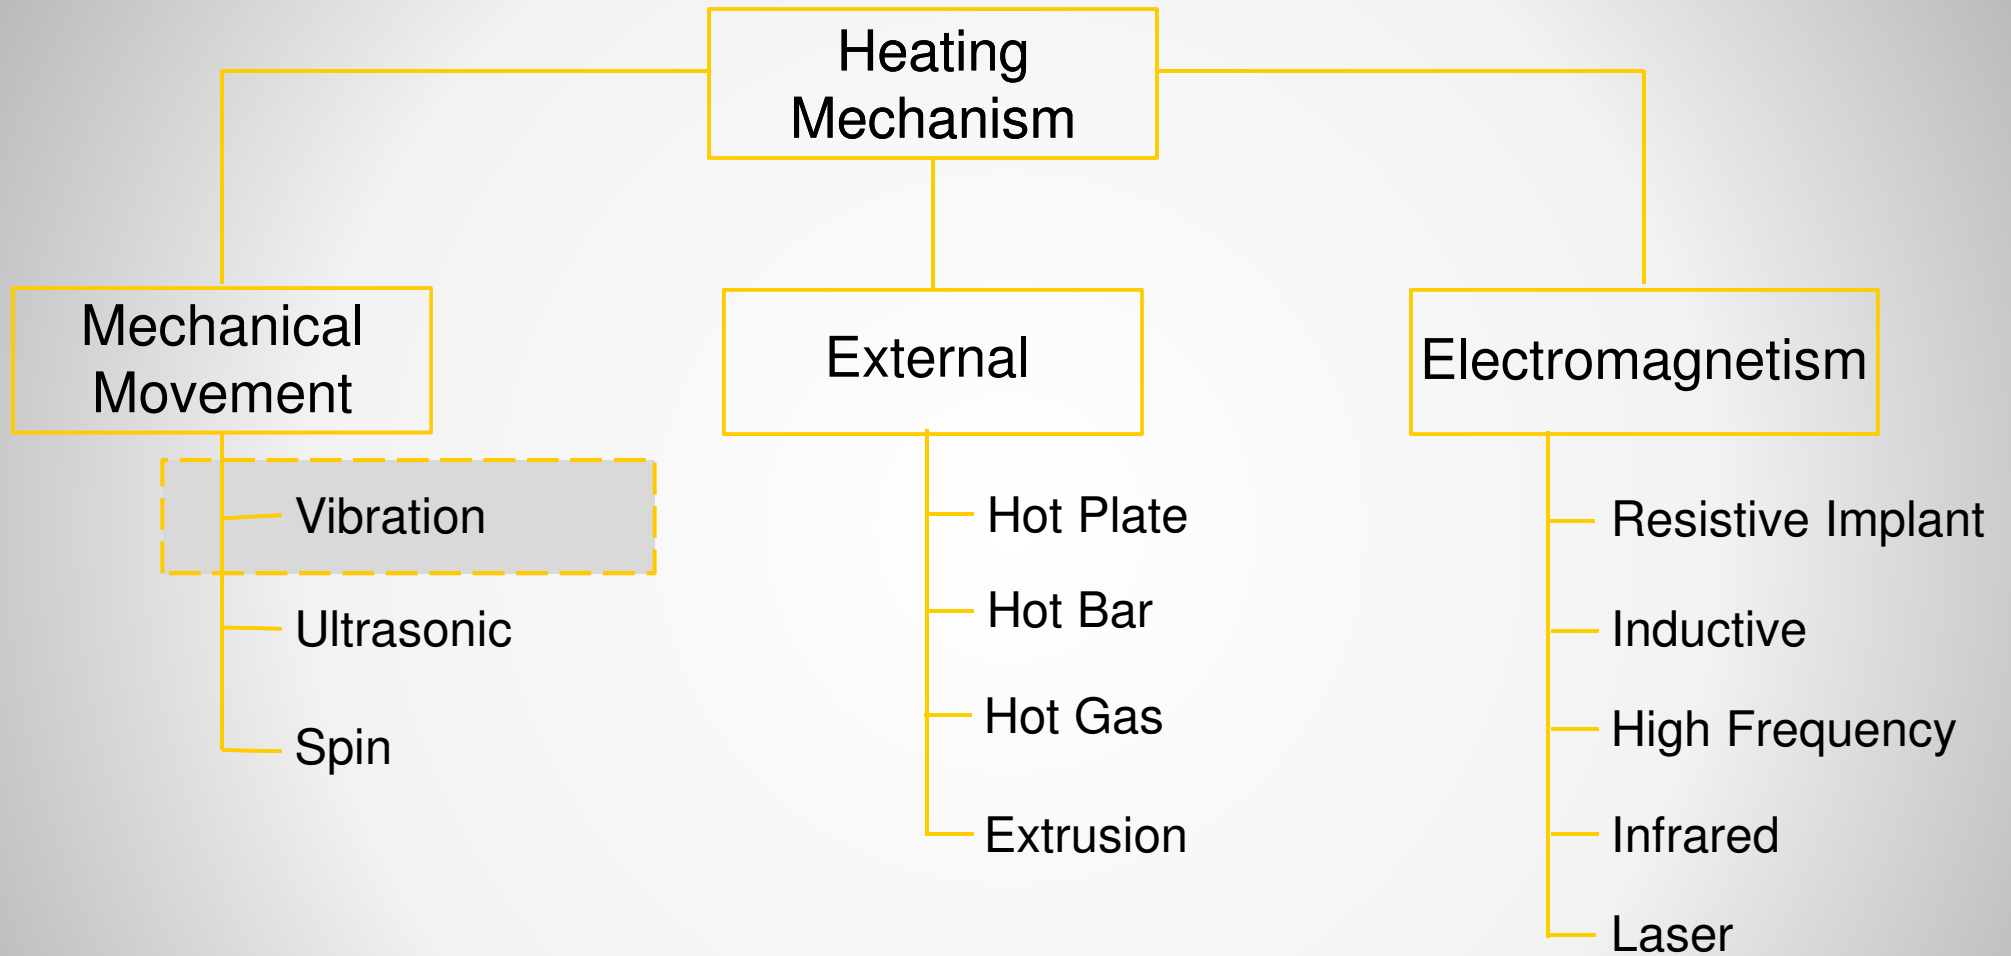 Heating
Mechanism
Mechanical
Movement
Vibration
Ultrasonic
Spin
External
Hot Plate
Hot Bar
Hot Gas
Extrusion
Electromagnetism
Resistive Implant
Inductive
High Frequency
Infrared
Laser